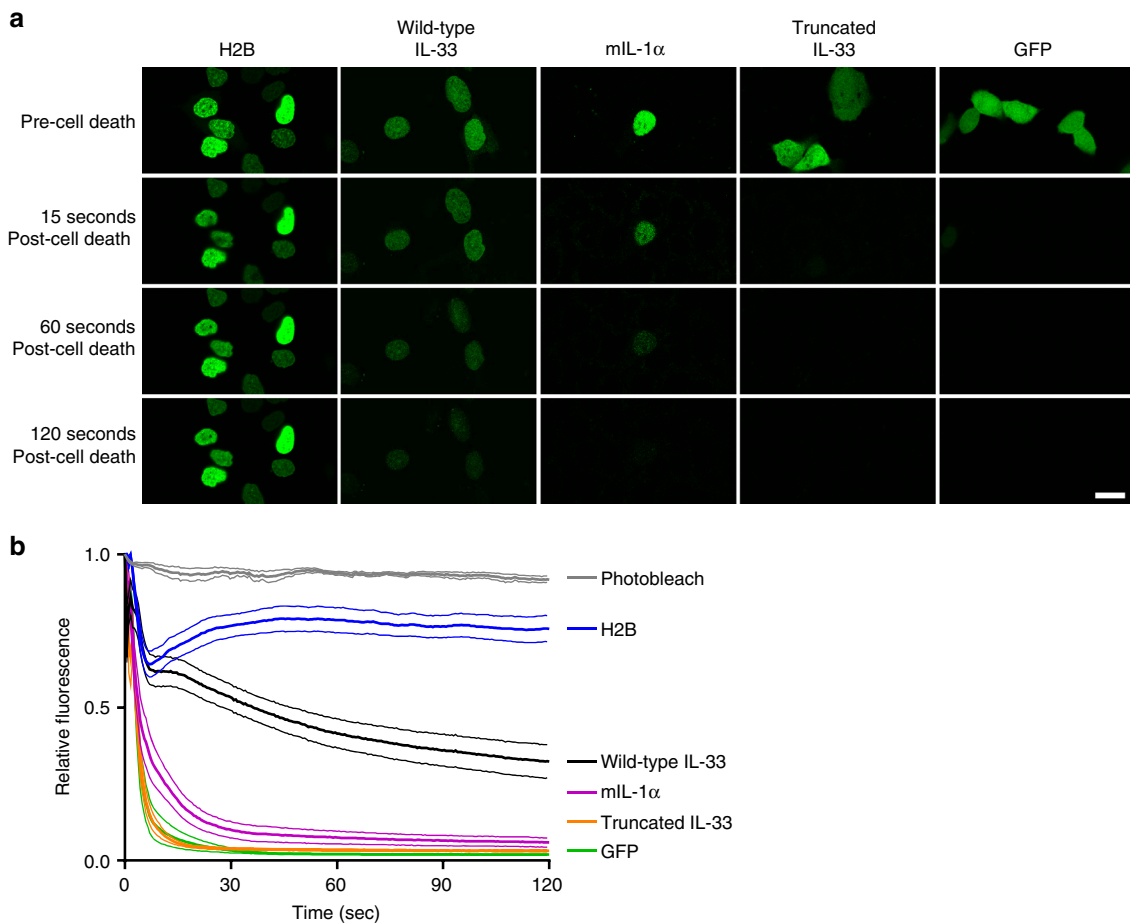 a
H2B
Wild-type
IL-33
mIL-1α
Truncated
IL-33
GFP
Pre-cell death
15 seconds
Post-cell death
60 seconds
Post-cell death
120 seconds
Post-cell death
b
1.0
0.5
0.0
Relative fluorescence
0
30
60
90
120
Time (sec)
Photobleach
H2B
Wild-type IL-33
mIL-1α
Truncated IL-33
GFP